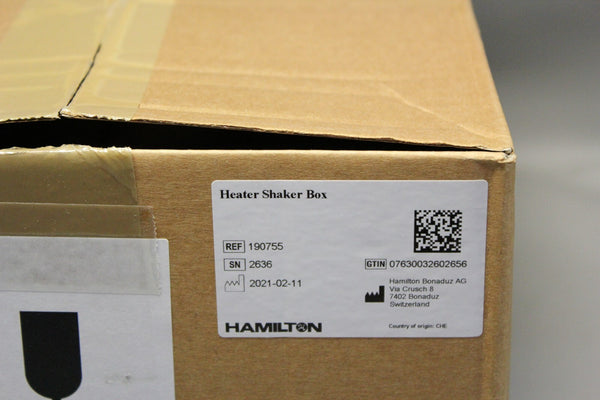 Heater Shaker Box
REF 190755
SN 2636
GTIN 07630032602656
2021-02-11
Hamilton Bonaduz AG
Via Crusch 8
7402 Bonaduz
Switzerland
HAMILTON
Country of origin: CHE